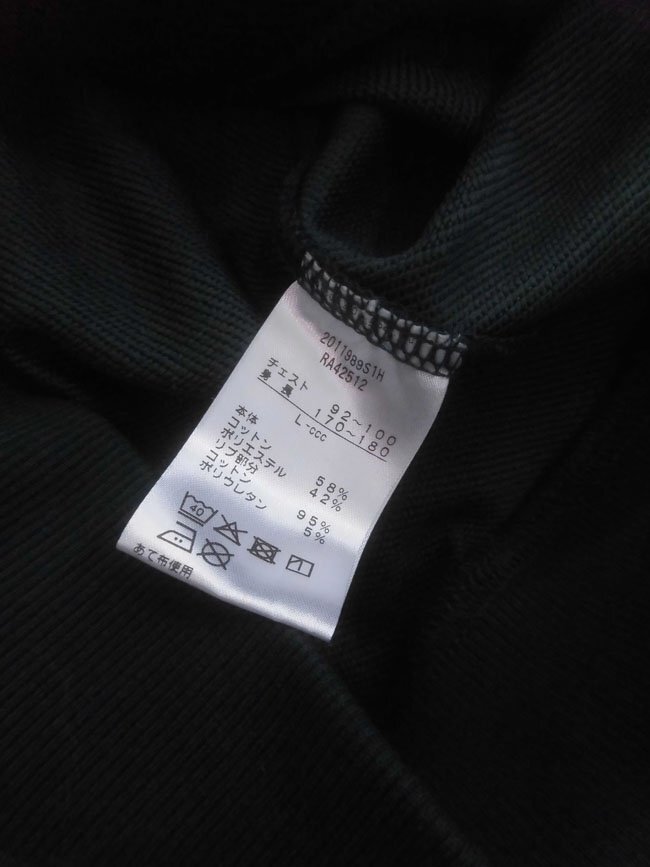 2011989S1H
RA42512
チェスト 92~100
身長 170~180
L-ccc
本体
コットン 58%
ポリエステル 42%
リブ部分
コットン 95%
ポリウレタン 5%
40
あて布使用